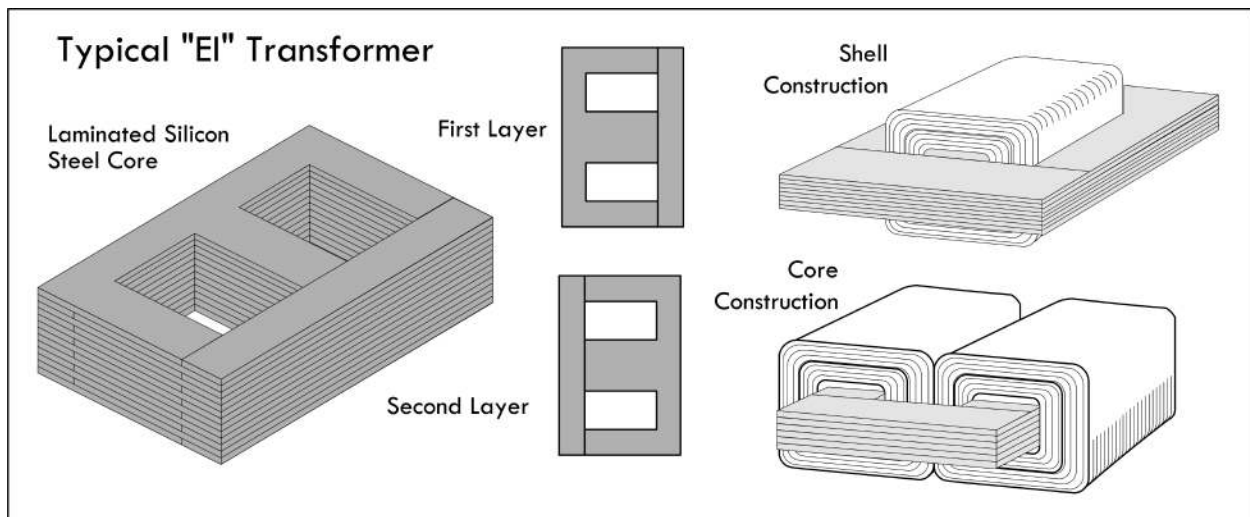 Typical "EI" Transformer
Laminated Silicon
Steel Core
First Layer
Second Layer
Shell
Construction
Core
Construction